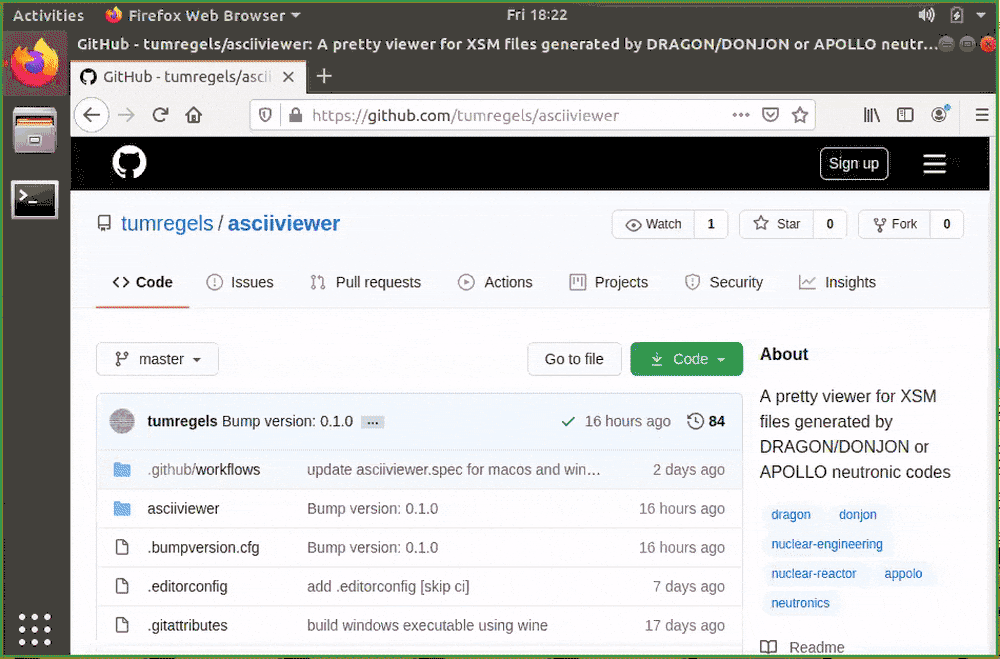 Activities Firefox Web Browser Fri 18:22
GitHub - tumregels/asciiviewer: A pretty viewer for XSM files generated by DRAGON/DONJON or APOLLO neutr...
GitHub - tumregels/ascii
https://github.com/tumregels/asciiviewer
Sign up
tumregels / asciiviewer
Watch 1 Star 0 Fork 0
Code Issues Pull requests Actions Projects Security Insights
master Go to file Code
tumregels Bump version: 0.1.0 ... 16 hours ago 84
.github/workflows update asciiviewer.spec for macos and win... 2 days ago
asciiviewer Bump version: 0.1.0 16 hours ago
.bumpversion.cfg Bump version: 0.1.0 16 hours ago
.editorconfig add .editorconfig [skip ci] 7 days ago
.gitattributes build windows executable using wine 17 days ago
About
A pretty viewer for XSM
files generated by
DRAGON/DONJON or
APOLLO neutronic codes
dragon donjon
nuclear-engineering
nuclear-reactor appolo
neutronics
Readme